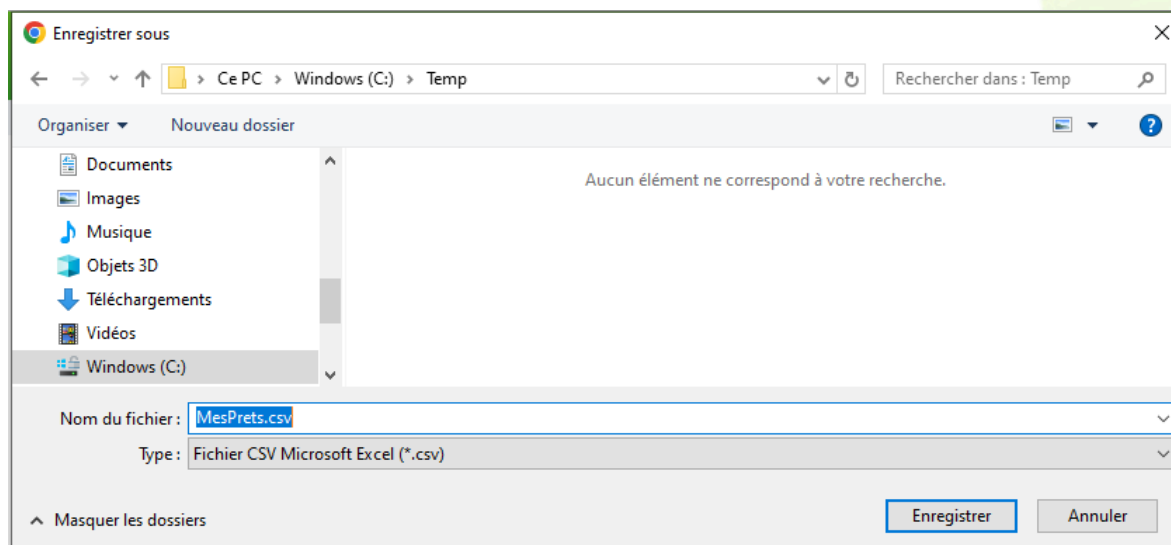 Enregistrer sous
Ce PC > Windows (C:) > Temp
Rechercher dans : Temp
Organiser
Nouveau dossier
Documents
Images
Musique
Objets 3D
Téléchargements
Vidéos
Windows (C:)
Aucun élément ne correspond à votre recherche.
Nom du fichier : MesPrets.csv
Type : Fichier CSV Microsoft Excel (*.csv)
Masquer les dossiers
Enregistrer
Annuler